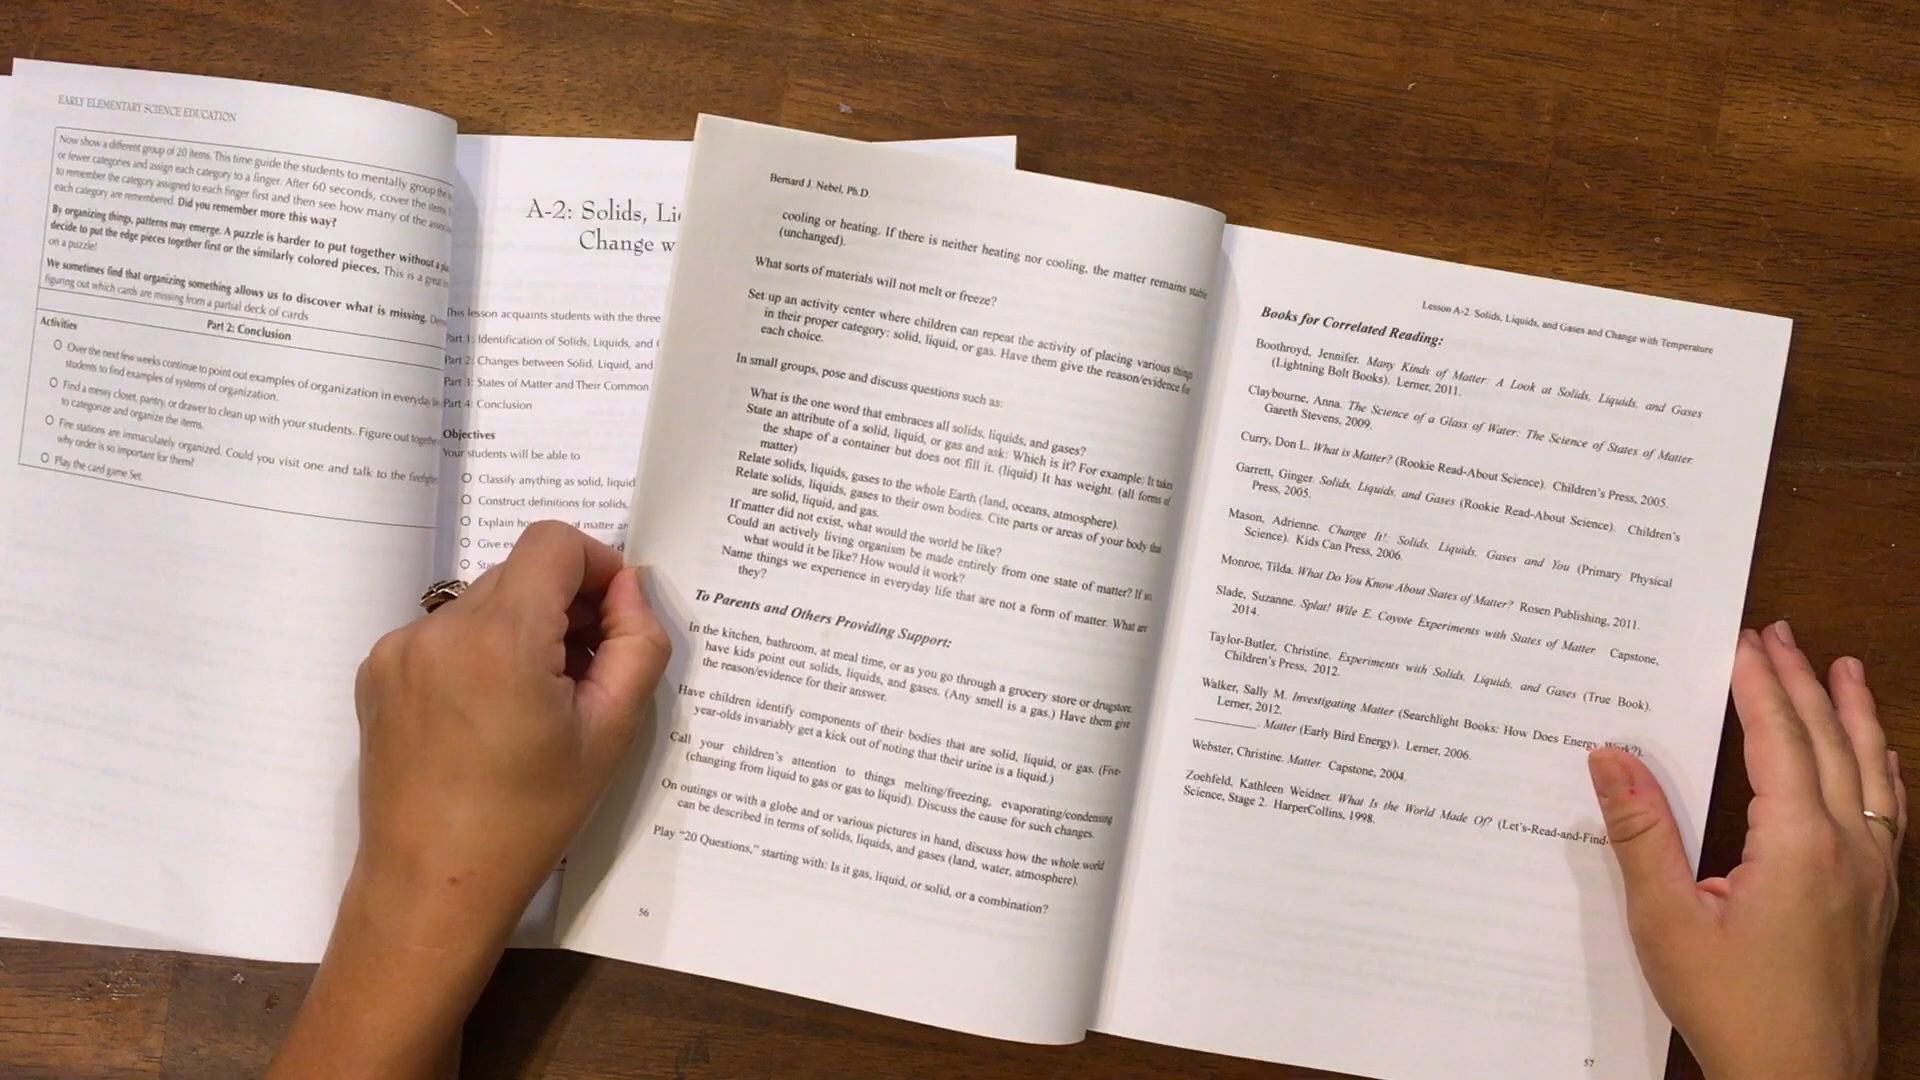 EARLY ELEMENTARY SCIENCE EDUCATION
Now show a different group of 20 items. This time guide the students to mentally group the
or fewer categories and assign each category to a finger. After 60 seconds, cover the items
to remember the category assigned to each finger first and then see how many of the
each category are remembered. Did you remember more this way?
By organizing things, patterns may emerge. A puzzle is harder to put together without a
decide to put the edge pieces together first or the similarly colored pieces. This is a great
on a puzzle!
We sometimes find that organizing something allows us to discover what is missing.
figuring out which cards are missing from a partial deck of cards
Part 2: Conclusion
Activities
O Over the next few weeks continue to point out examples of organization in everyday
students to find examples of systems of organization.
O Find a messy closet, pantry, or drawer to clean up with your students. Figure out together
to categorize and organize the items.
O Fire stations are immaculately organized. Could you visit one and talk to the
why order is so important for them?
O Play the card game Set.
A-2: Solids, Li
Change w
This lesson acquaints students with the three
Part 1: Identification of Solids, Liquids, and
Part 2: Changes between Solid, Liquid, and
Part 3: States of Matter and Their Common
Part 4: Conclusion
Objectives
Your students will be able to
O Classify anything as solid, liquid
O Construct definitions for solids,
O Explain ho of matter ar
O Give ex
O Stat
Bernard J. Nebel, Ph.D.
cooling or heating. If there is neither heating nor cooling, the matter remains stable
(unchanged).
What sorts of materials will not melt or freeze?
Set up an activity center where children can repeat the activity of placing various things
in their proper category: solid, liquid, or gas. Have them give the reason/evidence for
each choice.
In small groups, pose and discuss questions such as:
What is the one word that embraces all solids, liquids, and gases?
State an attribute of a solid, liquid, or gas and ask: Which is it? For example: It takes
the shape of a container but does not fill it. (liquid) It has weight. (all forms of
matter)
Relate solids, liquids, gases to the whole Earth (land, oceans, atmosphere).
Relate solids, liquids, gases to their own bodies. Cite parts or areas of your body that
are solid, liquid, and gas.
If matter did not exist, what would the world be like?
Could an actively living organism be made entirely from one state of matter? If so,
what would it be like? How would it work?
Name things we experience in everyday life that are not a form of matter. What are
they?
To Parents and Others Providing Support:
In the kitchen, bathroom, at meal time, or as you go through a grocery store or drugstore,
have kids point out solids, liquids, and gases. (Any smell is a gas.) Have them give
the reason/evidence for their answer.
Have children identify components of their bodies that are solid, liquid, or gas. (Five-
year-olds invariably get a kick out of noting that their urine is a liquid.)
Call your children's attention to things melting/freezing, evaporating/condensing
(changing from liquid to gas or gas to liquid). Discuss the cause for such changes.
On outings or with a globe and or various pictures in hand, discuss how the whole world
can be described in terms of solids, liquids, and gases (land, water, atmosphere).
Play "20 Questions," starting with: Is it gas, liquid, or solid, or a combination?
56
Lesson A-2 Solids, Liquids, and Gases and Change with Temperature
Books for Correlated Reading:
Boothroyd, Jennifer. Many Kinds of Matter: A Look at Solids, Liquids, and Gases
(Lightning Bolt Books). Lerner, 2011.
Claybourne, Anna. The Science of a Glass of Water: The Science of States of Matter.
Gareth Stevens, 2009.
Curry, Don L. What is Matter? (Rookie Read-About Science). Children's Press, 2005.
Garrett, Ginger. Solids, Liquids, and Gases (Rookie Read-About Science). Children's
Press, 2005.
Mason, Adrienne. Change It!: Solids, Liquids, Gases and You (Primary Physical
Science). Kids Can Press, 2006.
Monroe, Tilda. What Do You Know About States of Matter? Rosen Publishing, 2011.
Slade, Suzanne. Splat! Wile E. Coyote Experiments with States of Matter. Capstone,
2014.
Taylor-Butler, Christine. Experiments with Solids, Liquids, and Gases (True Book).
Children's Press, 2012.
Walker, Sally M. Investigating Matter (Searchlight Books: How Does Energy Work?).
Lerner, 2012.
________. Matter (Early Bird Energy). Lerner, 2006.
Webster, Christine. Matter. Capstone, 2004.
Zoehfeld, Kathleen Weidner. What Is the World Made Of? (Let's-Read-and-Find-
Science, Stage 2. HarperCollins, 1998.
57